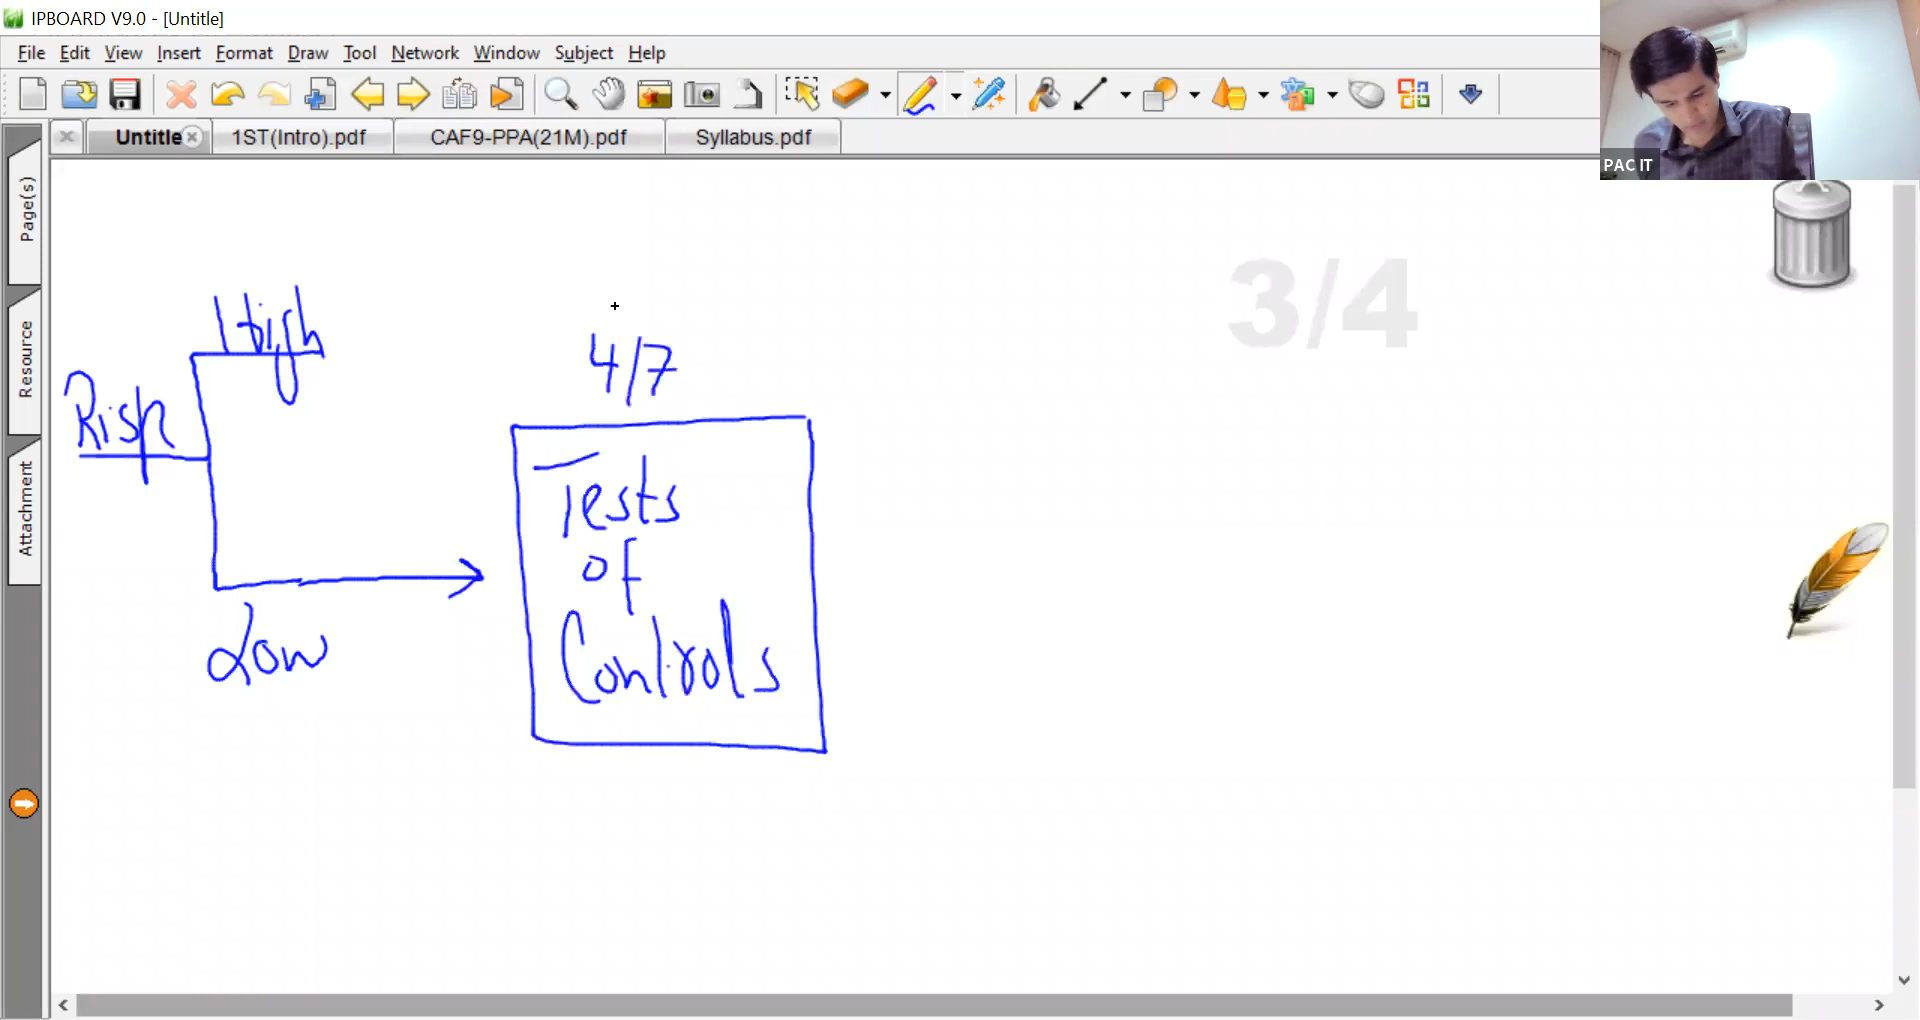 IPBOARD V9.0 - [Untitle]
File Edit View Insert Format Draw Tool Network Window Subject Help
Untitle 1ST(Intro).pdf CAF9-PPA(21M).pdf Syllabus.pdf
PAC IT
Page(s)
Resource
Attachment
3/4
High
Risk
Low
4/7
Tests
of
Controls